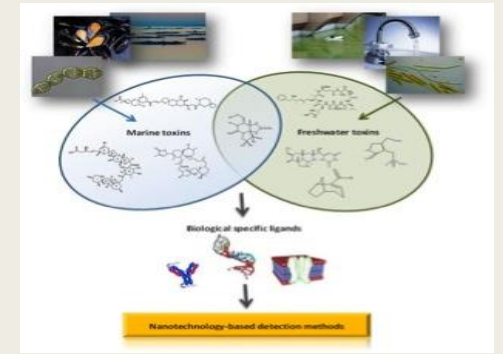 Marine toxins
Freshwater toxins
Biological specific ligands
Nanotechnology-based detection methods